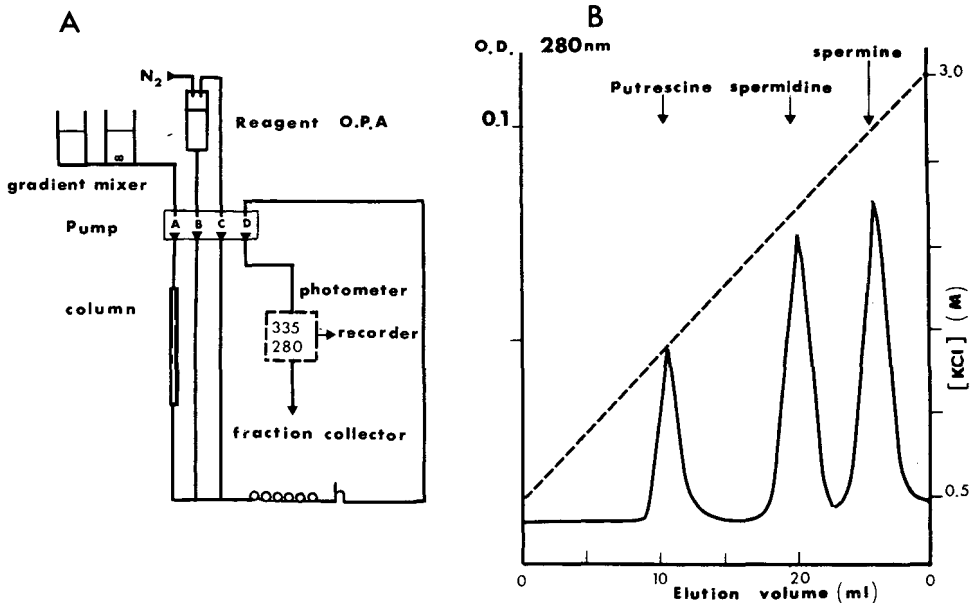 A
N2
Reagent O.P.A
∞
gradient mixer
Pump
A B C D
column
photometer
335
280
recorder
fraction collector
B
O.D. 280nm
spermine
3.0
Putrescine spermidine
0.1
[KCl] (M)
0.5
0 10 20 0
Elution volume (ml)